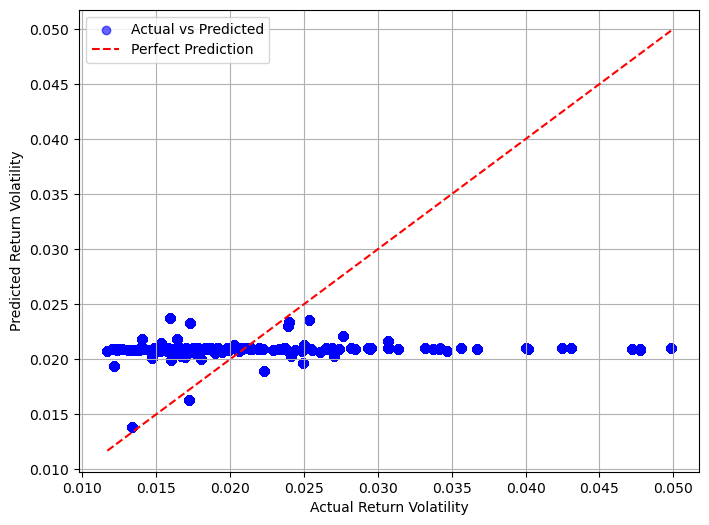 Actual vs Predicted
Perfect Prediction
0.050
0.045
0.040
0.035
0.030
0.025
0.020
0.015
0.010
Predicted Return Volatility
0.010 0.015 0.020 0.025 0.030 0.035 0.040 0.045 0.050
Actual Return Volatility